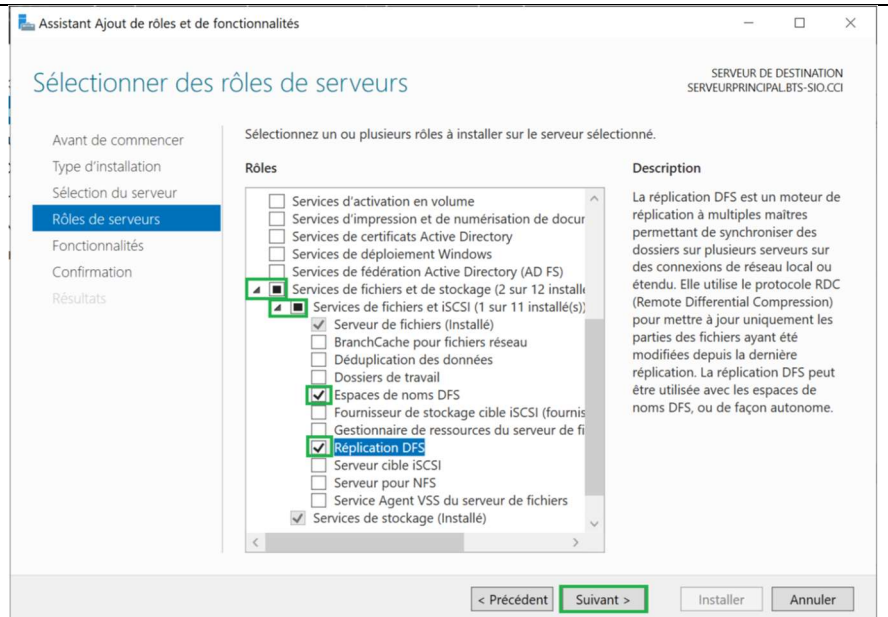 Assistant Ajout de rôles et de fonctionnalités
Sélectionner des rôles de serveurs
SERVEUR DE DESTINATION
SERVEURPRINCIPAL.BTS-SIO.CCI
Avant de commencer
Type d'installation
Sélection du serveur
Rôles de serveurs
Fonctionnalités
Confirmation
Résultats
Sélectionnez un ou plusieurs rôles à installer sur le serveur sélectionné.
Rôles
Services d'activation en volume
Services d'impression et de numérisation de docur
Services de certificats Active Directory
Services de déploiement Windows
Services de fédération Active Directory (AD FS)
Services de fichiers et de stockage (2 sur 12 installé
Services de fichiers et iSCSI (1 sur 11 installé(s))
Serveur de fichiers (Installé)
BranchCache pour fichiers réseau
Déduplication des données
Dossiers de travail
Espaces de noms DFS
Fournisseur de stockage cible iSCSI (fournis
Gestionnaire de ressources du serveur de fi
Réplication DFS
Serveur cible iSCSI
Serveur pour NFS
Service Agent VSS du serveur de fichiers
Services de stockage (Installé)
Description
La réplication DFS est un moteur de
réplication à multiples maîtres
permettant de synchroniser des
dossiers sur plusieurs serveurs sur
des connexions de réseau local ou
étendu. Elle utilise le protocole RDC
(Remote Differential Compression)
pour mettre à jour uniquement les
parties des fichiers ayant été
modifiées depuis la dernière
réplication. La réplication DFS peut
être utilisée avec les espaces de
noms DFS, ou de façon autonome.
< Précédent
Suivant >
Installer
Annuler